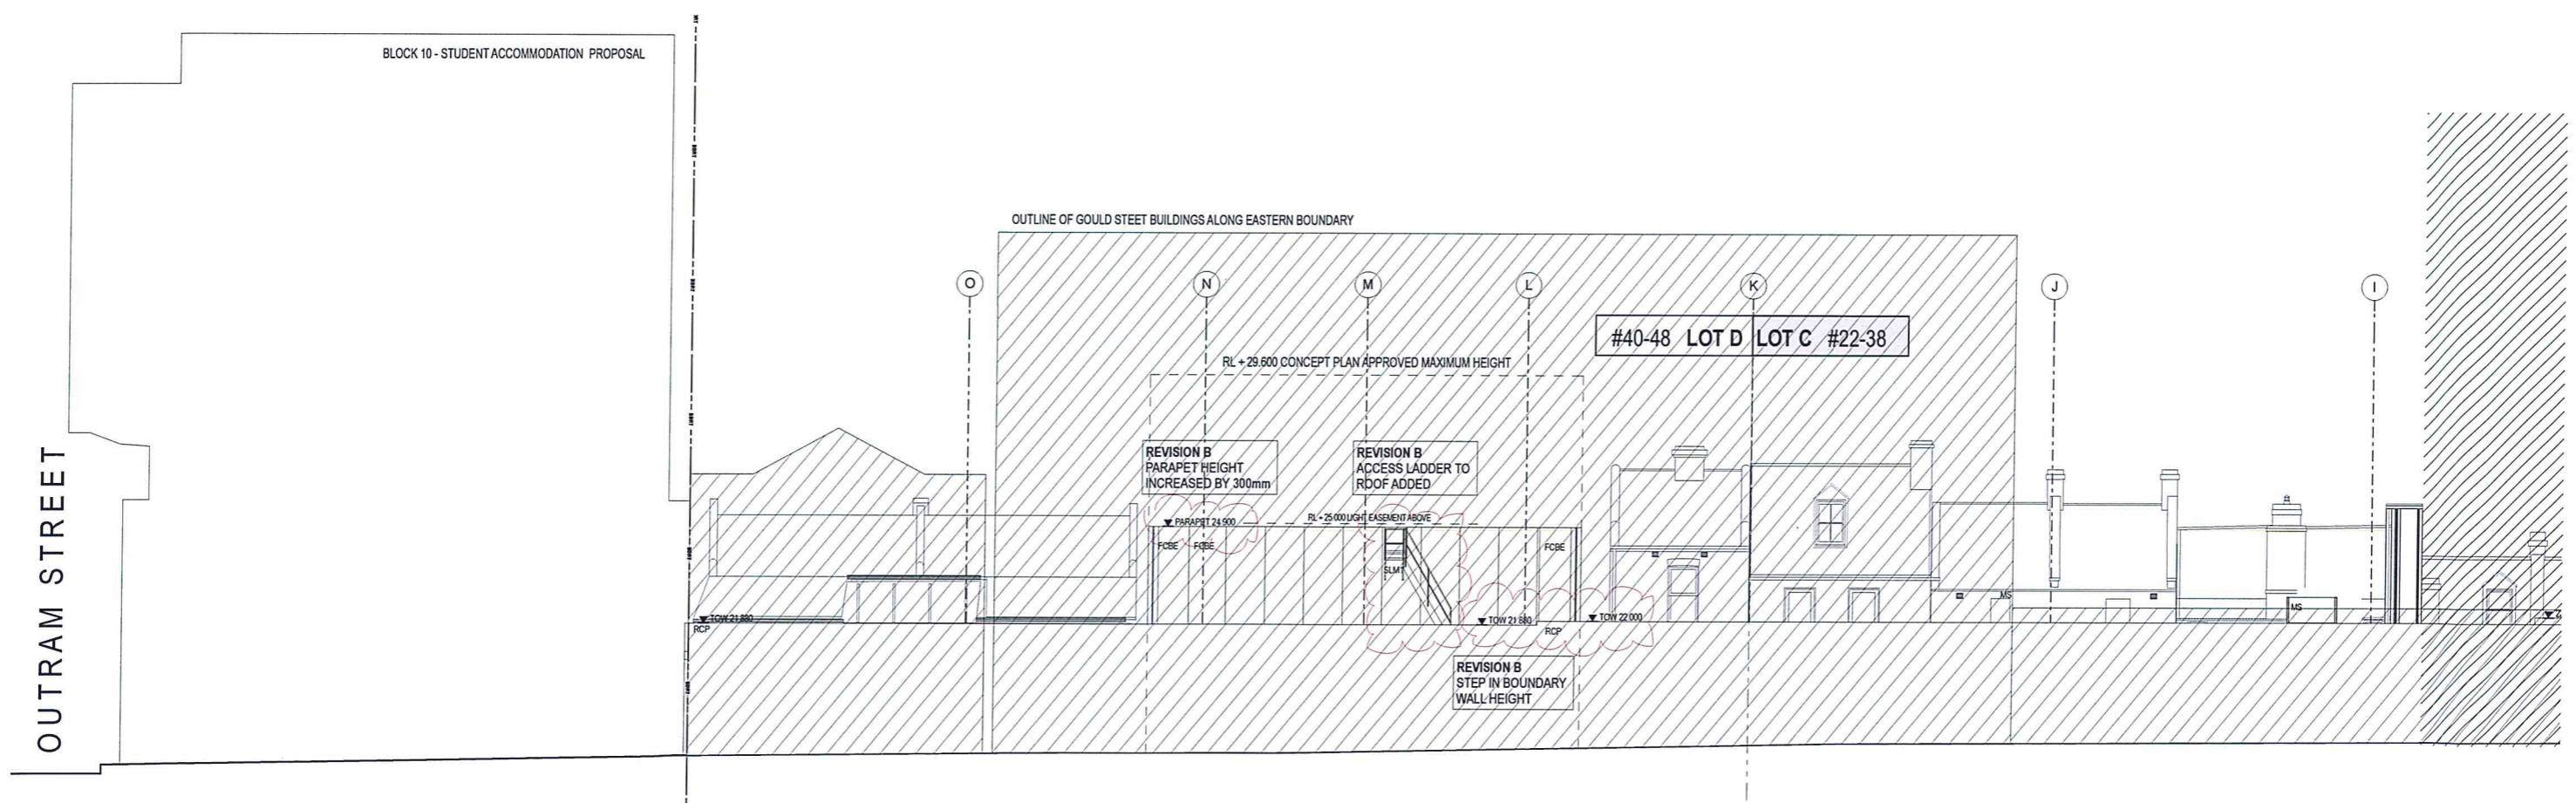 BLOCK 10 - STUDENT ACCOMMODATION PROPOSAL
OUTLINE OF GOULD STEET BUILDINGS ALONG EASTERN BOUNDARY
O
N
M
L
K
J
I
#40-48 LOT D LOT C #22-38
RL + 29.600 CONCEPT PLAN APPROVED MAXIMUM HEIGHT
OUTRAM STREET
REVISION B
PARAPET HEIGHT
INCREASED BY 300mm
REVISION B
ACCESS LADDER TO
ROOF ADDED
PARAPET 24 900
RL + 25 000 LIGHT EASEMENT ABOVE
FCBE
FCBE
FCBE
SLM
MS
MS
TOW 21 880
RCP
TOW 21 880
TOW 22 000
RCP
REVISION B
STEP IN BOUNDARY
WALL HEIGHT